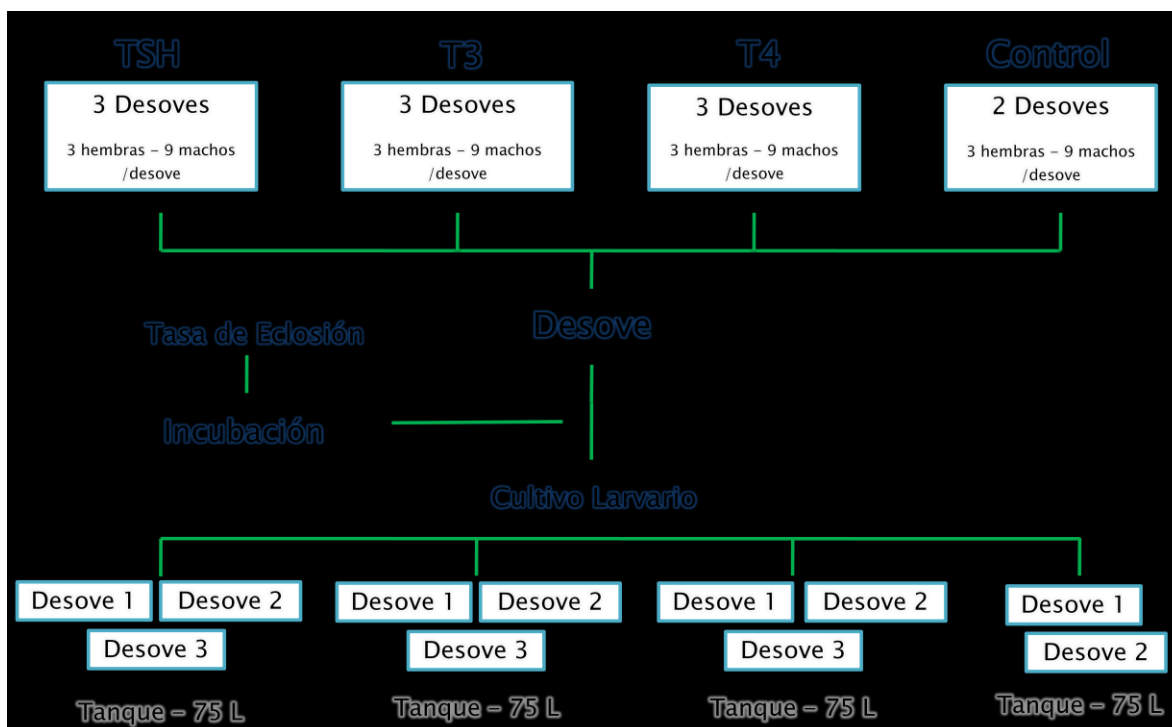 TSH
T3
T4
Control
3 Desoves
3 hembras – 9 machos
/desove
3 Desoves
3 hembras – 9 machos
/desove
3 Desoves
3 hembras – 9 machos
/desove
2 Desoves
3 hembras – 9 machos
/desove
Tasa de Eclosión
Desove
Incubación
Cultivo Larvario
Desove 1
Desove 2
Desove 3
Desove 1
Desove 2
Desove 3
Desove 1
Desove 2
Desove 3
Desove 1
Desove 2
Tanque – 75 L
Tanque – 75 L
Tanque – 75 L
Tanque – 75 L